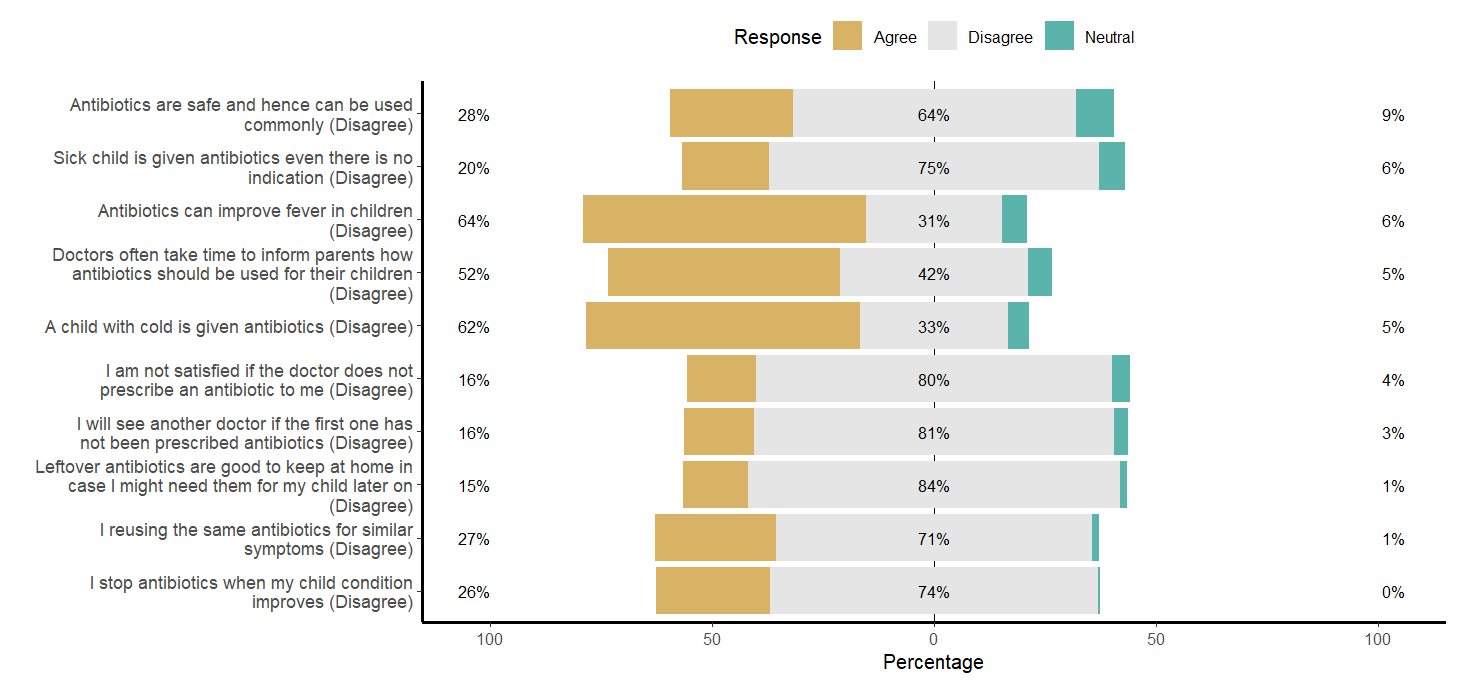 Response Agree Disagree Neutral
Antibiotics are safe and hence can be used
commonly (Disagree)
28% 64% 9%
Sick child is given antibiotics even there is no
indication (Disagree)
20% 75% 6%
Antibiotics can improve fever in children
(Disagree)
64% 31% 6%
Doctors often take time to inform parents how
antibiotics should be used for their children
(Disagree)
52% 42% 5%
A child with cold is given antibiotics (Disagree)
62% 33% 5%
I am not satisfied if the doctor does not
prescribe an antibiotic to me (Disagree)
16% 80% 4%
I will see another doctor if the first one has
not been prescribed antibiotics (Disagree)
16% 81% 3%
Leftover antibiotics are good to keep at home in
case I might need them for my child later on
(Disagree)
15% 84% 1%
I reusing the same antibiotics for similar
symptoms (Disagree)
27% 71% 1%
I stop antibiotics when my child condition
improves (Disagree)
26% 74% 0%
100 50 0 50 100
Percentage